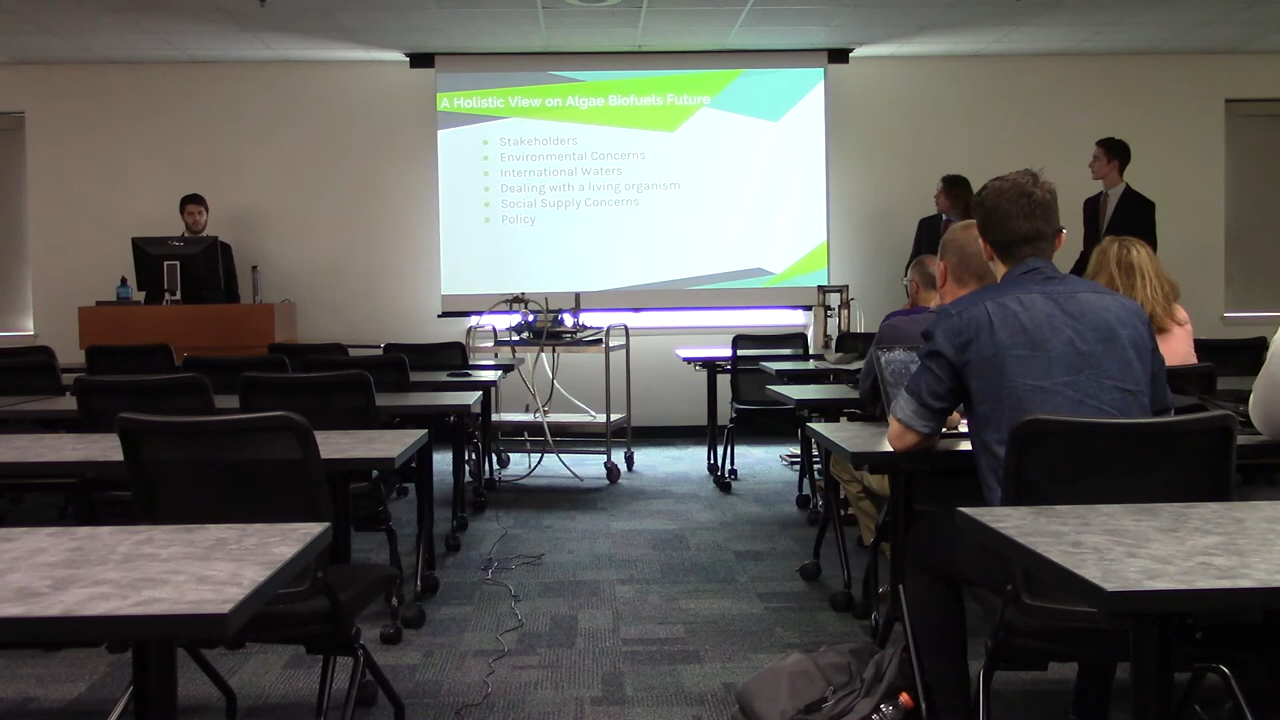 A Holistic View on Algae Biofuels Future
Stakeholders
Environmental Concerns
International Waters
Dealing with a living organism
Social Supply Concerns
Policy